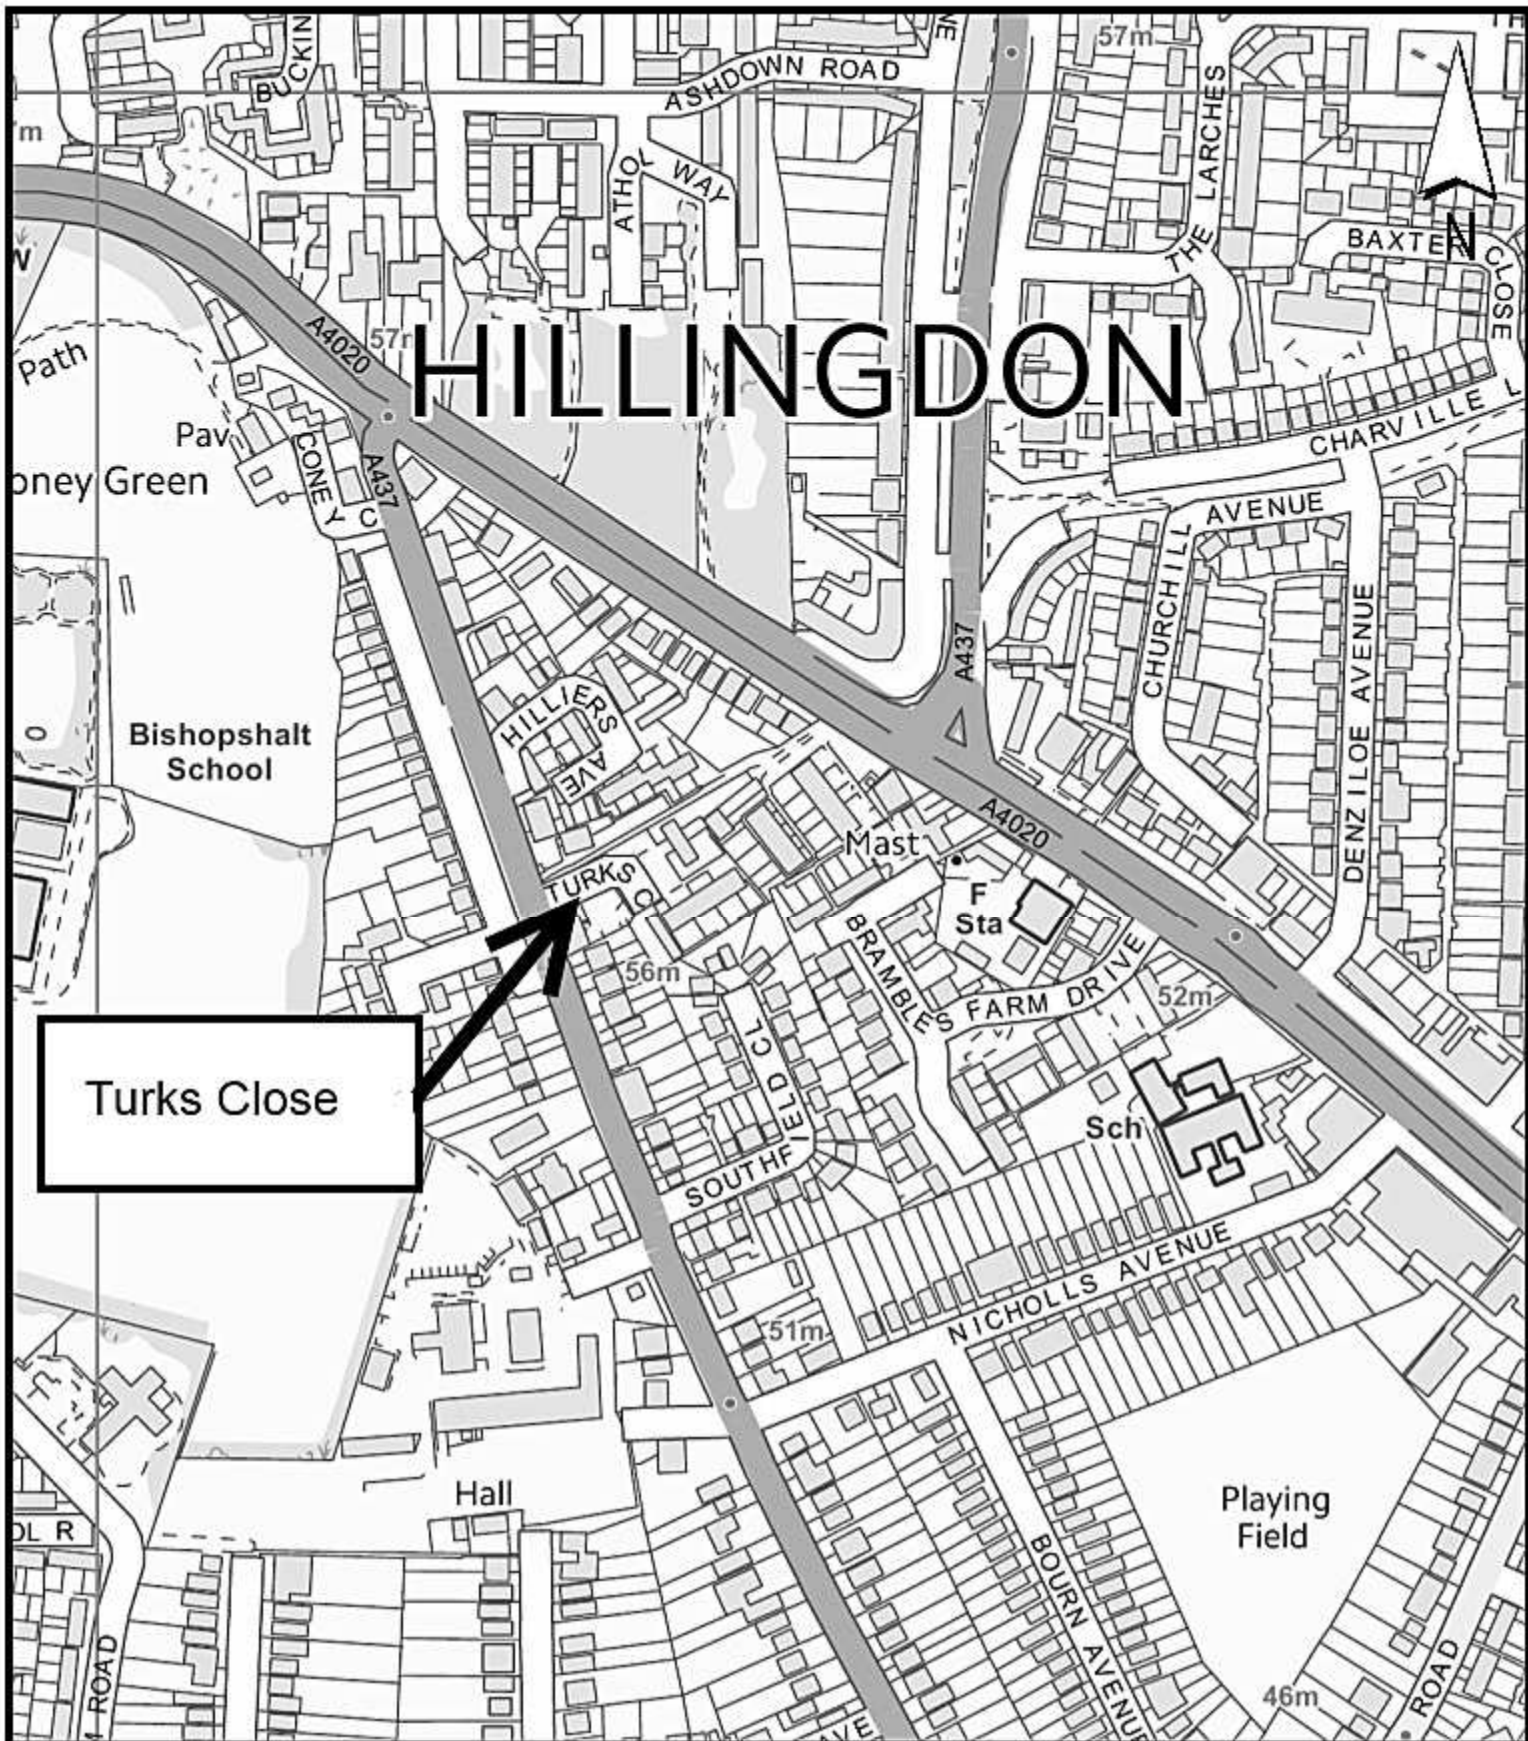 57m
BUCKIN
ASHDOWN ROAD
THE LARCHES
ATHOL WAY
N
BAXTER
CLOSE
A4020
57m
HILLINGDON
Path
Pav
oney Green
CONEY C
A437
CHARVILLE L
AVENUE
CHURCHILL
DENZILOE AVENUE
A437
Bishopshalt
School
HILLIERS
AVE
A4020
Mast
TURKS C
F
Sta
BRAMBLES FARM DRIVE
56m
52m
Turks Close
SOUTHFIELD CL
Sch
NICHOLLS AVENUE
51m
Hall
Playing
Field
OL R
BOURN AVENUE
ROAD
46m
ROAD
AVE